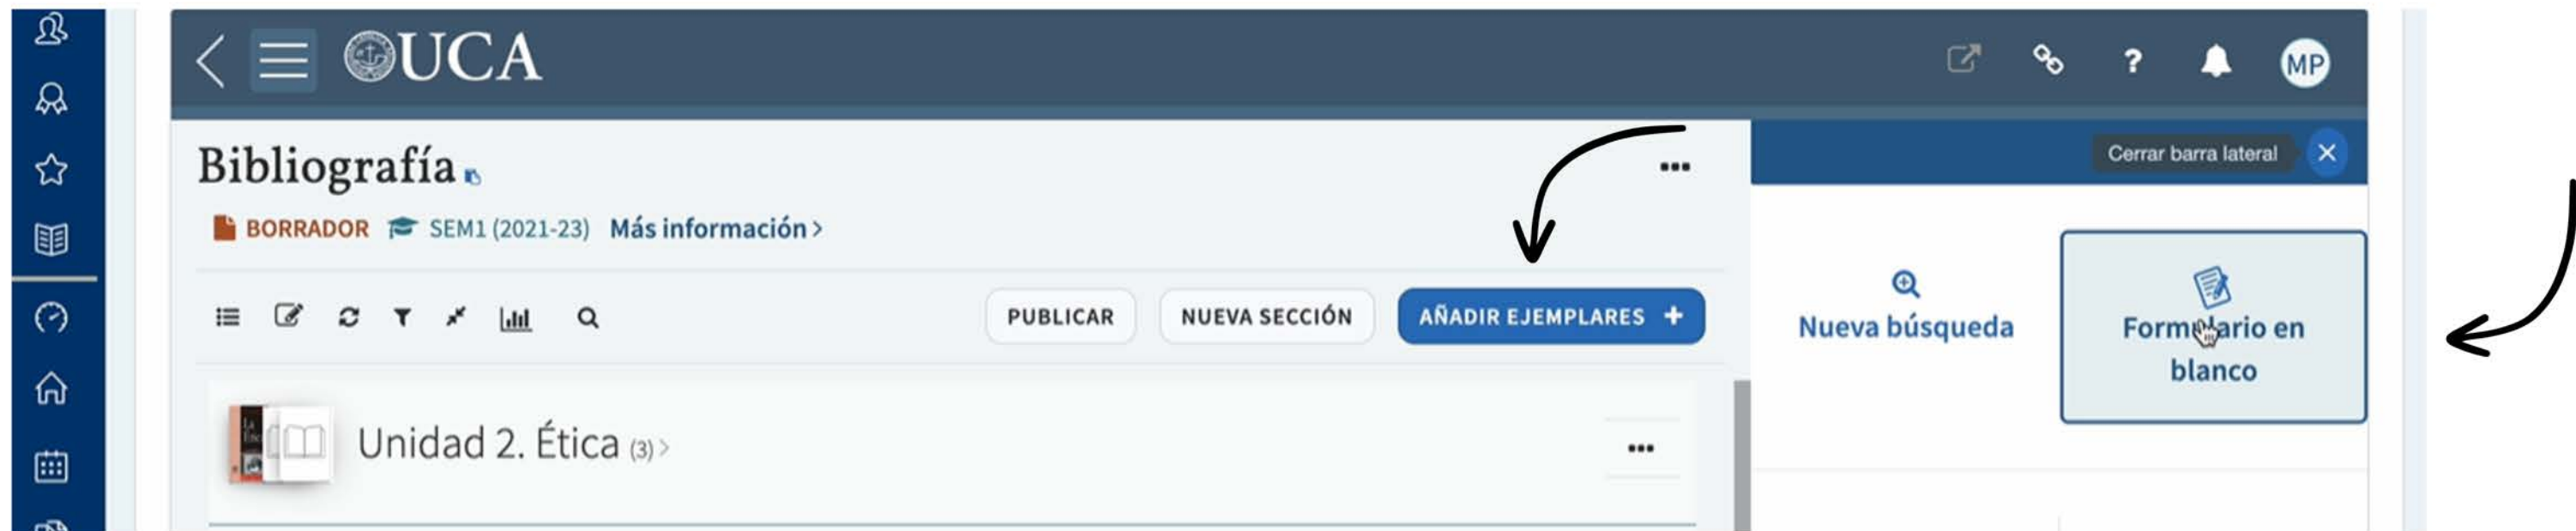 UCA
?
MP
Bibliografía
...
Cerrar barra lateral
BORRADOR SEM1 (2021-23) Más información >
PUBLICAR
NUEVA SECCIÓN
AÑADIR EJEMPLARES +
Nueva búsqueda
Formulario en
blanco
Unidad 2. Ética (3) >
...